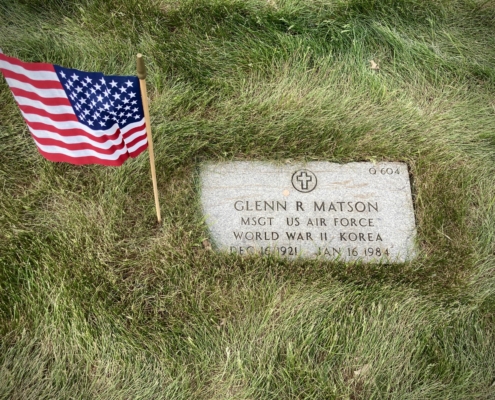 Q 604
GLENN R MATSON
MSGT US AIR FORCE
WORLD WAR II KOREA
DEC 16 1921 JAN 16 1984